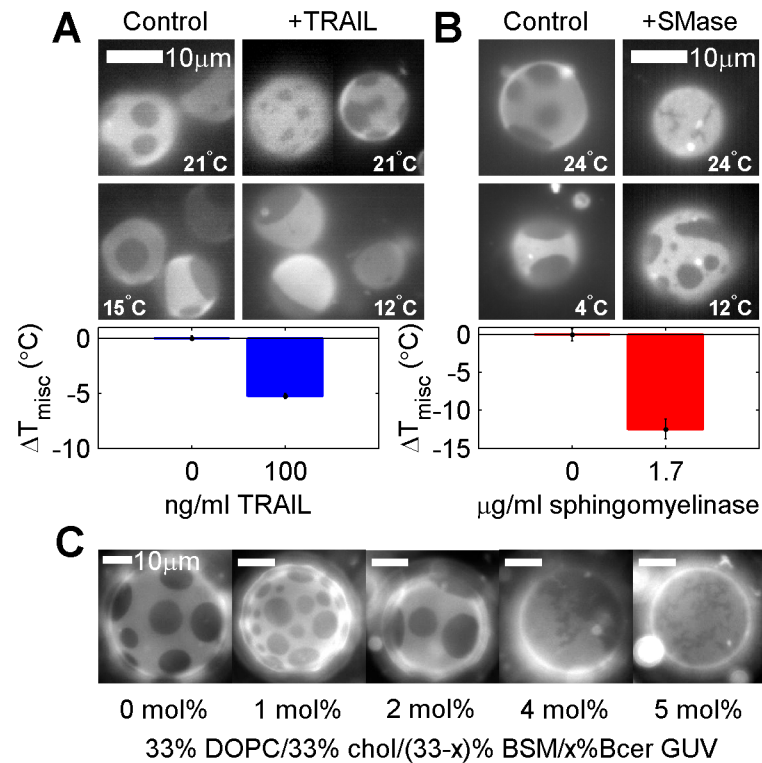 A Control +TRAIL B Control +SMase
10μm 10μm
21°C 21°C 24°C 24°C
15°C 12°C 4°C 12°C
ΔTmisc (°C) 0 -5 -10
0 100
ng/ml TRAIL
ΔTmisc (°C) 0 -5 -10 -15
0 1.7
μg/ml sphingomyelinase
C
10μm
0 mol% 1 mol% 2 mol% 4 mol% 5 mol%
33% DOPC/33% chol/(33-x)% BSM/x%Bcer GUV